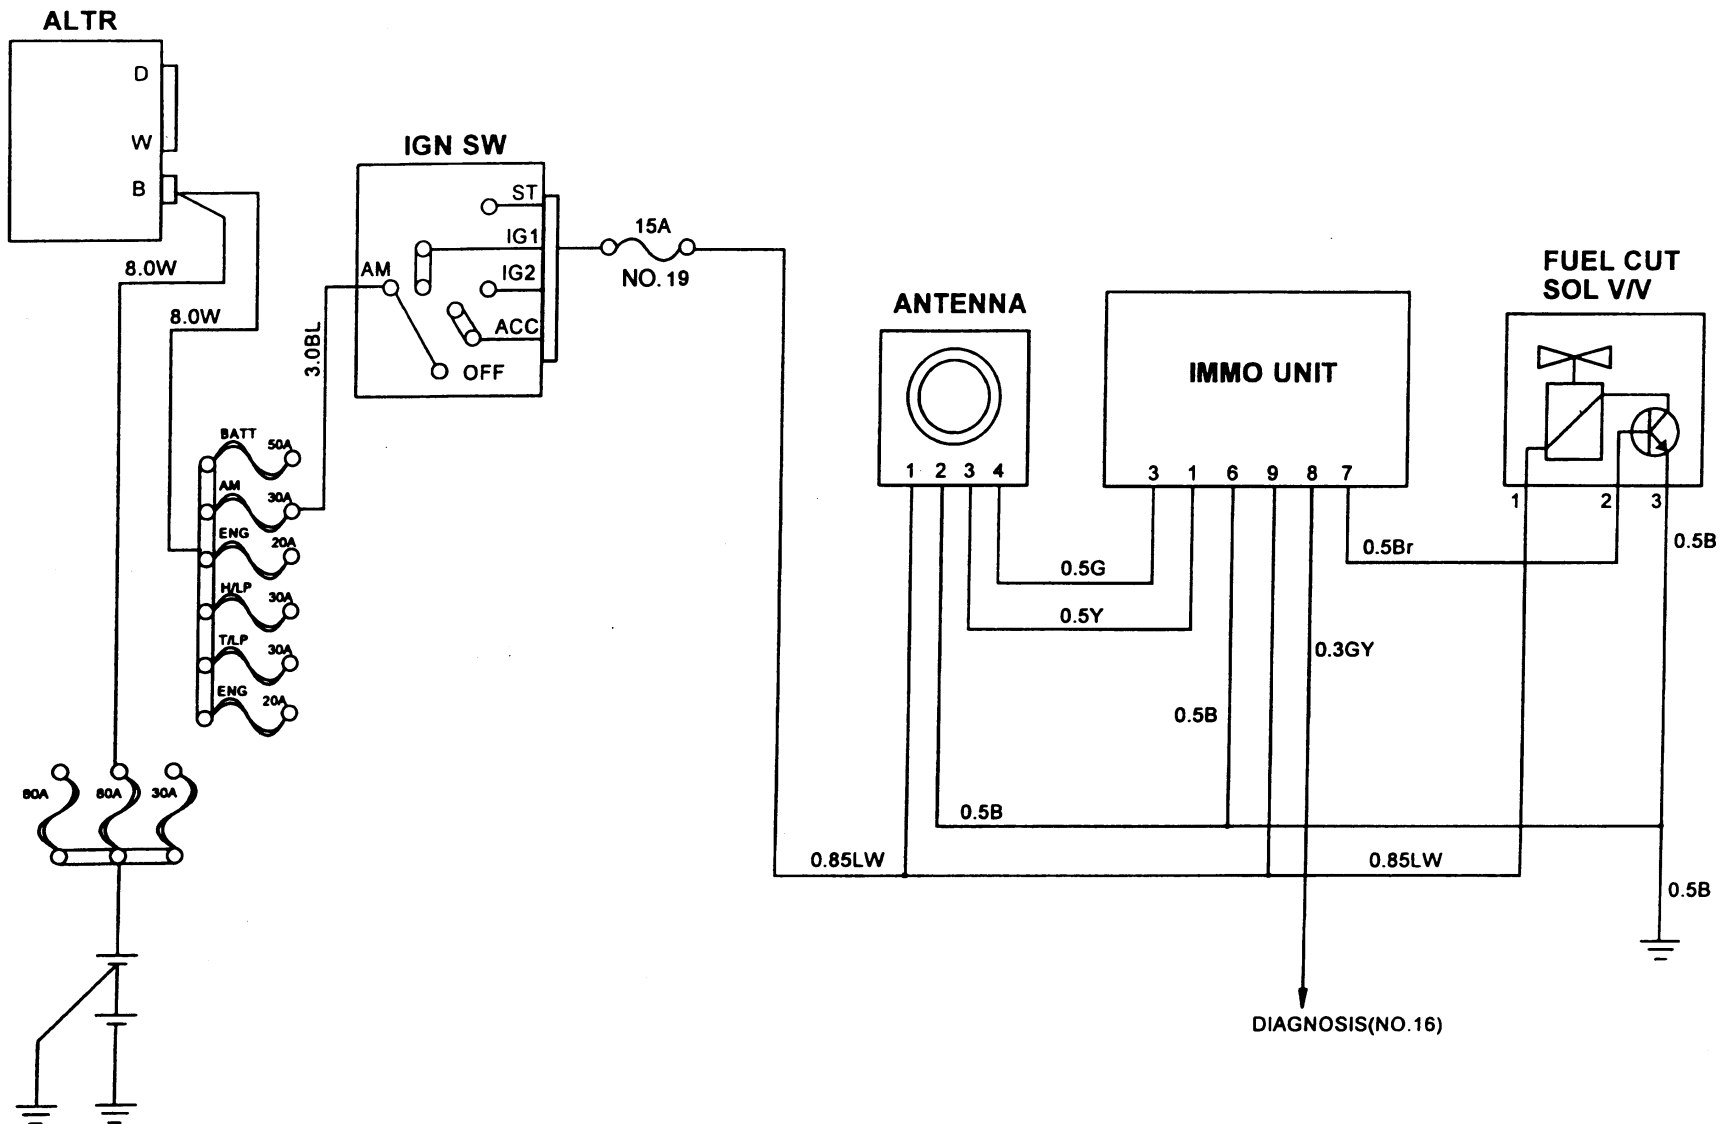 ALTR
D
W
B
8.0W
8.0W
IGN SW
ST
IG1
AM
IG2
ACC
OFF
3.0BL
15A
NO. 19
BATT
50A
AM
30A
ENG
20A
H/LP
30A
T/LP
30A
ENG
20A
80A
80A
30A
ANTENNA
1 2 3 4
IMMO UNIT
3 1 6 9 8 7
FUEL CUT
SOL V/V
1 2 3
0.5Br
0.5B
0.5G
0.5Y
0.3GY
0.5B
0.5B
0.85LW
0.85LW
0.5B
DIAGNOSIS(NO.16)